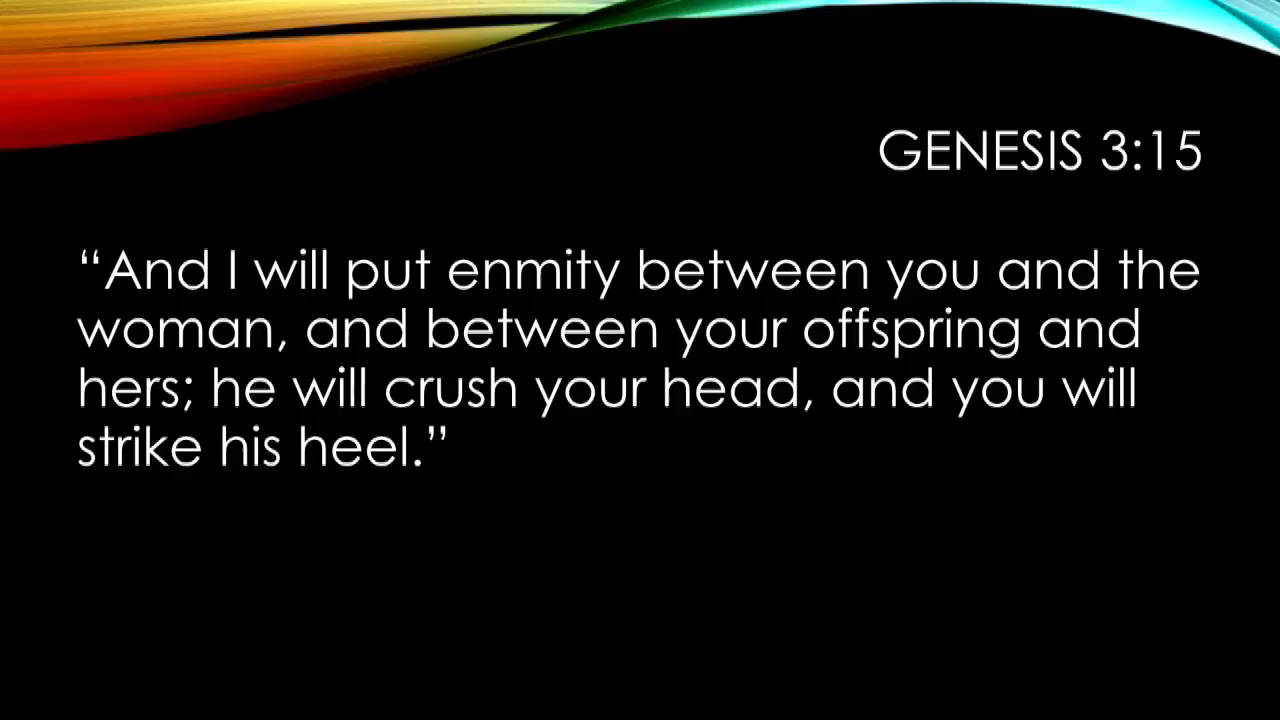 GENESIS 3:15
“And I will put enmity between you and the
woman, and between your offspring and
hers; he will crush your head, and you will
strike his heel.”